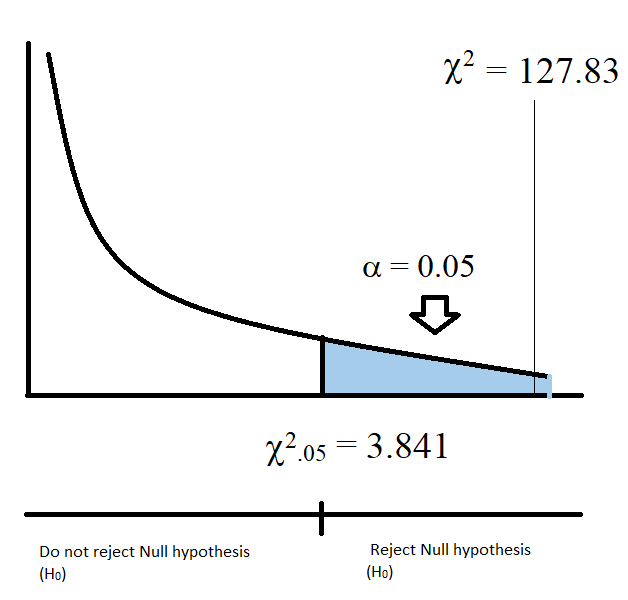 χ² = 127.83
α = 0.05
χ².05 = 3.841
Do not reject Null hypothesis
(H₀)
Reject Null hypothesis
(H₀)